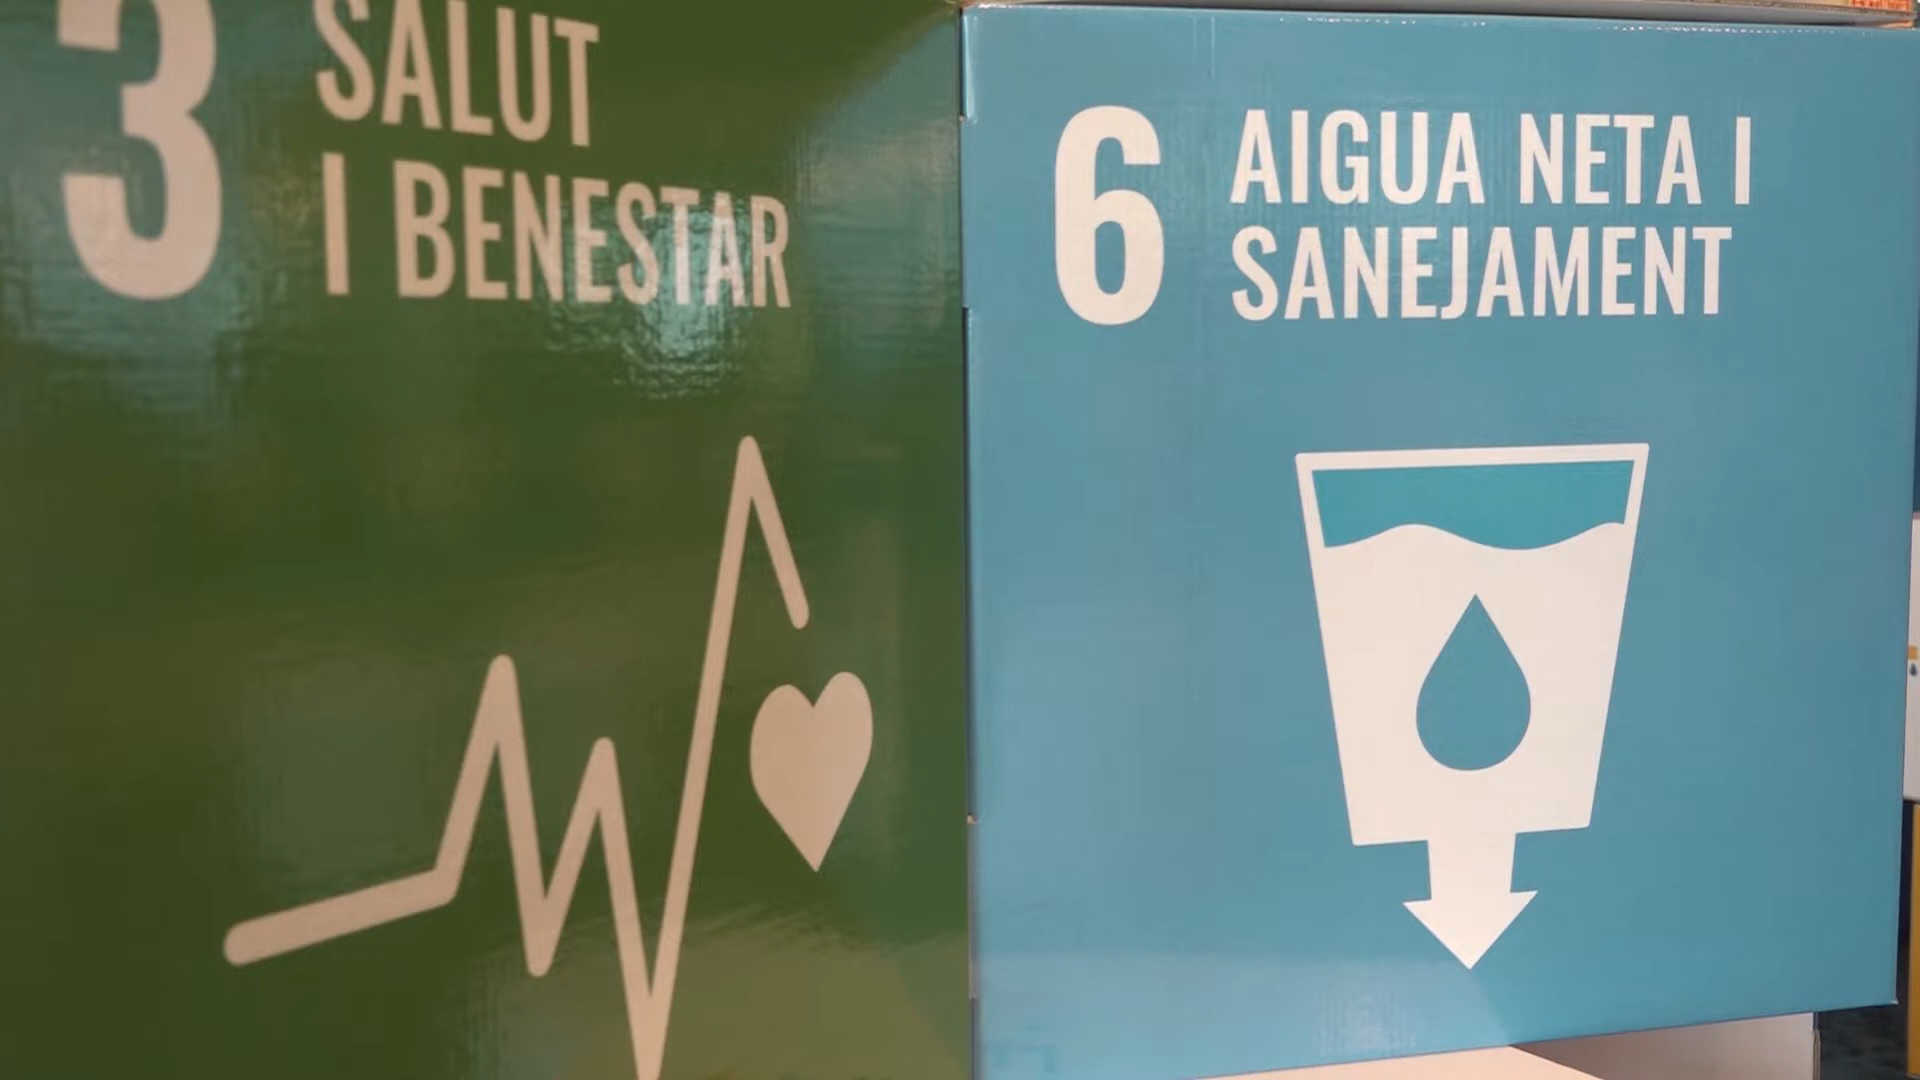 3
SALUT
I BENESTAR
6
AIGUA NETA I
SANEJAMENT